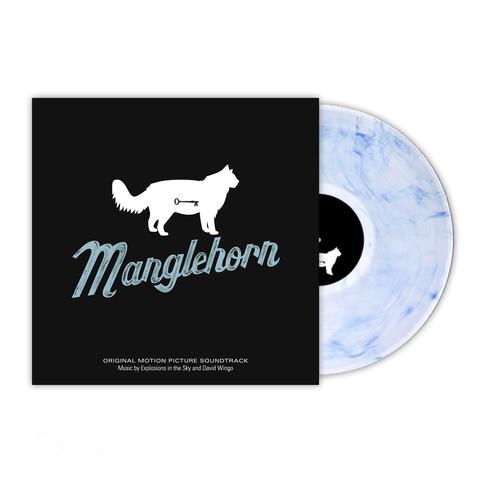 Manglehorn
ORIGINAL MOTION PICTURE SOUNDTRACK
Music by Explosions in the Sky and David Wingo